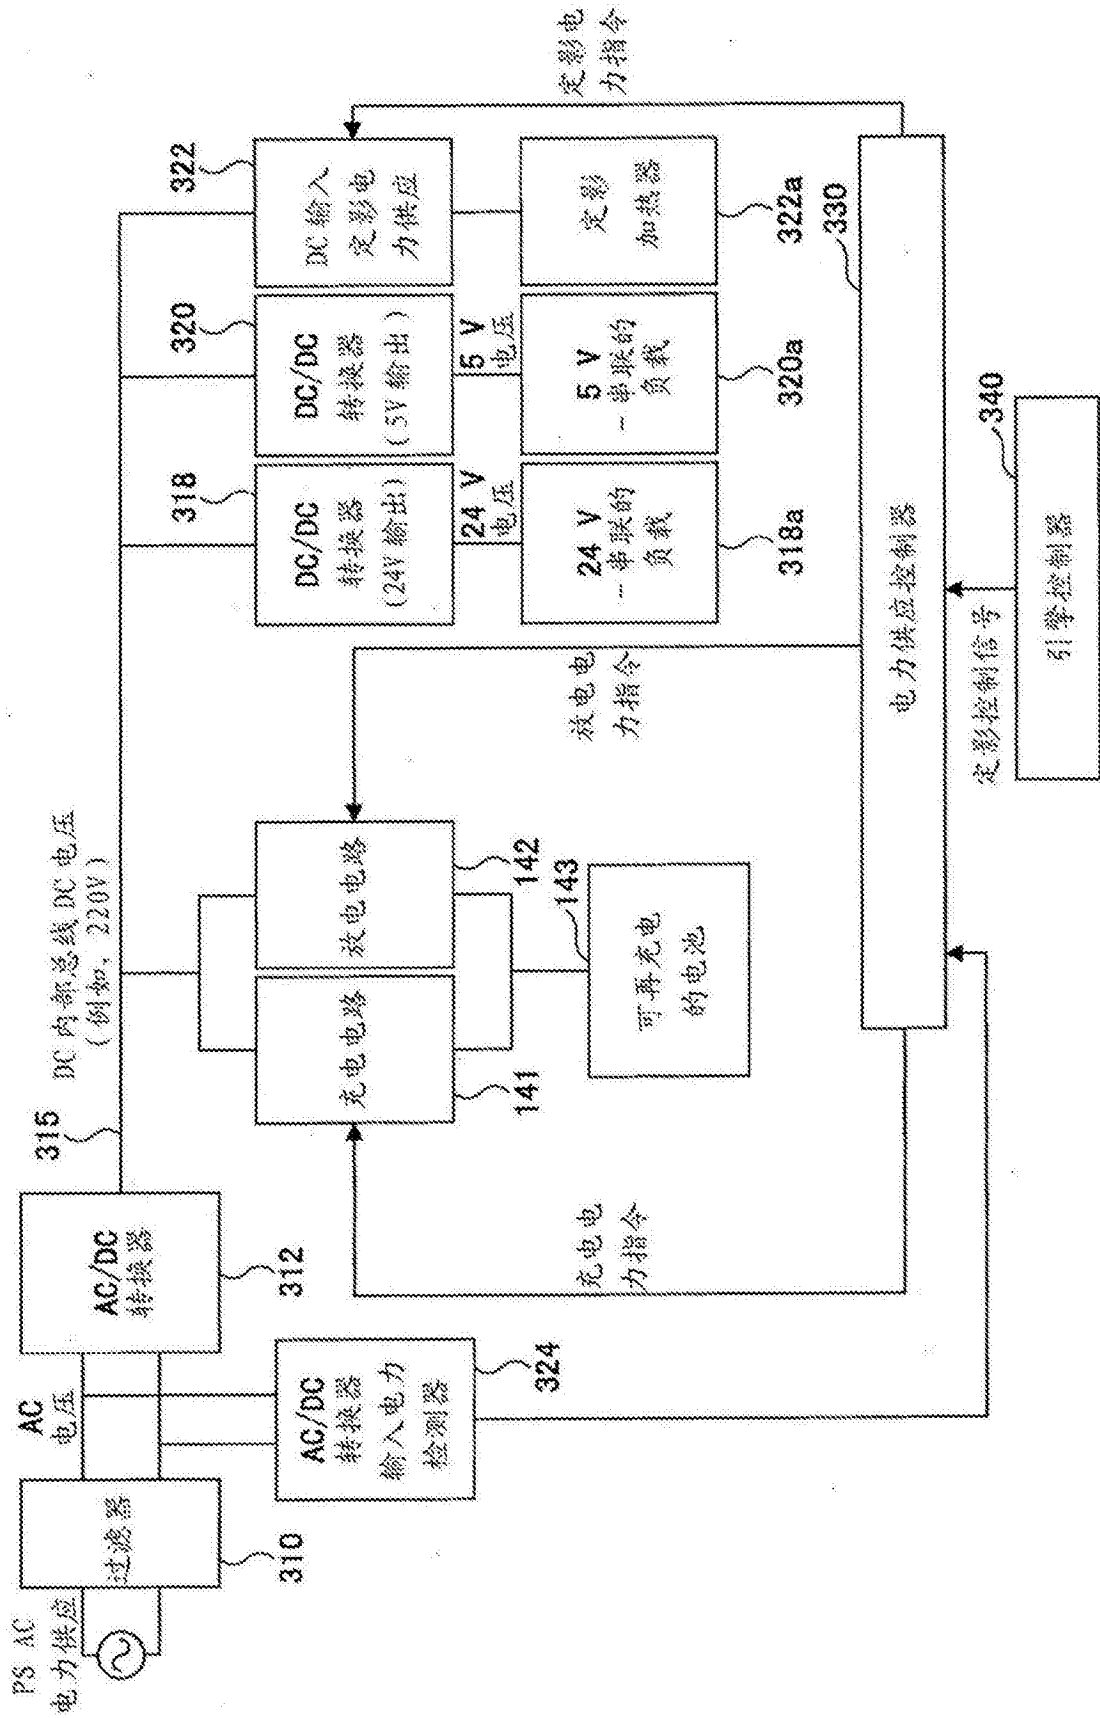 PS AC
电力供应
过滤器
310
AC
电压
AC/DC
转换器
312
AC/DC
转换器
输入电力
检测器
324
315
DC 内部总线DC 电压
（例如，220V）
充电电路
141
放电电路
142
可再充电
的电池
143
充电电
力指令
放电电
力指令
318
DC/DC
转换器
(24V 输出)
24 V
电压
24 V
－串联的
负载
318a
320
DC/DC
转换器
(5V 输出)
5 V
电压
5 V
－串联的
负载
320a
322
DC 输入
定影电
力供应
定影
加热器
322a
定影电
力指令
330
电力供应控制器
定影控制信号
340
引擎控制器